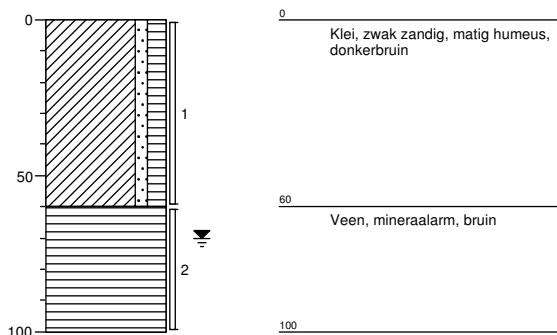 0
50
100
1
2
0
Klei, zwak zandig, matig humeus,
donkerbruin
60
Veen, mineraalarm, bruin
100